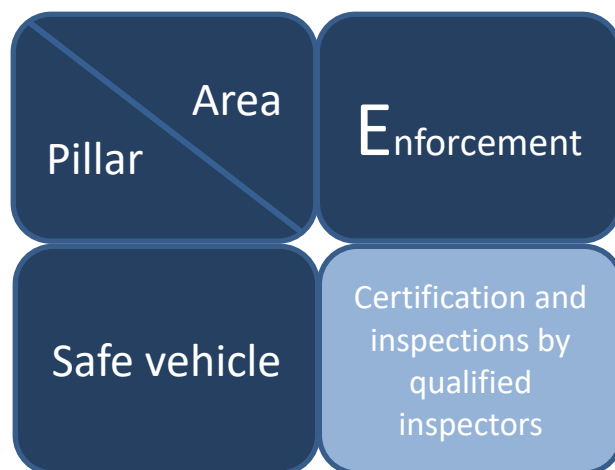 Area
Pillar
Enforcement
Safe vehicle
Certification and
inspections by
qualified
inspectors